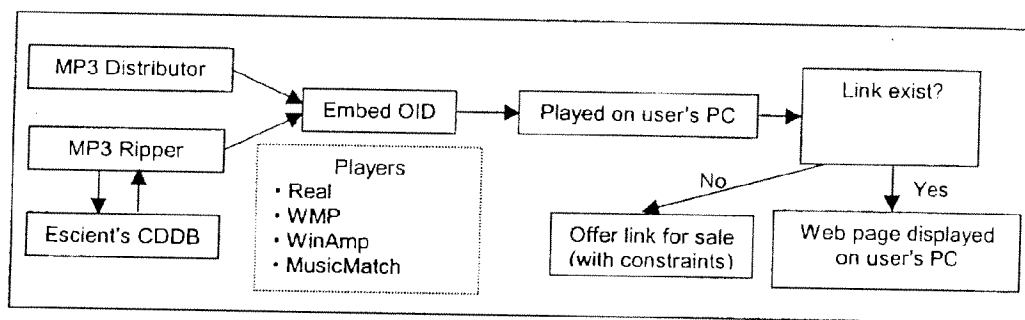 MP3 Distributor
MP3 Ripper
Escient's CDDB
Embed OID
Players
· Real
· WMP
· WinAmp
· MusicMatch
Played on user's PC
Link exist?
No
Yes
Offer link for sale
(with constraints)
Web page displayed
on user's PC